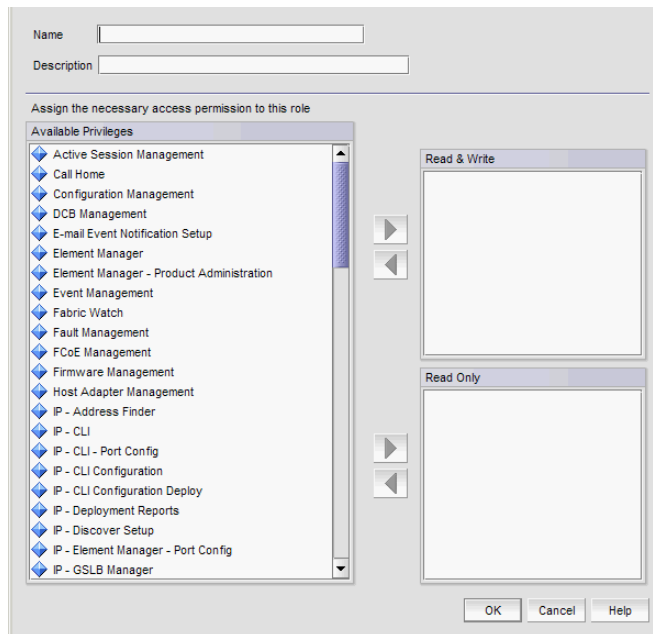 Name
Description
Assign the necessary access permission to this role
Available Privileges
Active Session Management
Call Home
Configuration Management
DCB Management
E-mail Event Notification Setup
Element Manager
Element Manager - Product Administration
Event Management
Fabric Watch
Fault Management
FCoE Management
Firmware Management
Host Adapter Management
IP - Address Finder
IP - CLI
IP - CLI - Port Config
IP - CLI Configuration
IP - CLI Configuration Deploy
IP - Deployment Reports
IP - Discover Setup
IP - Element Manager - Port Config
IP - GSLB Manager
Read & Write
Read Only
OK Cancel Help